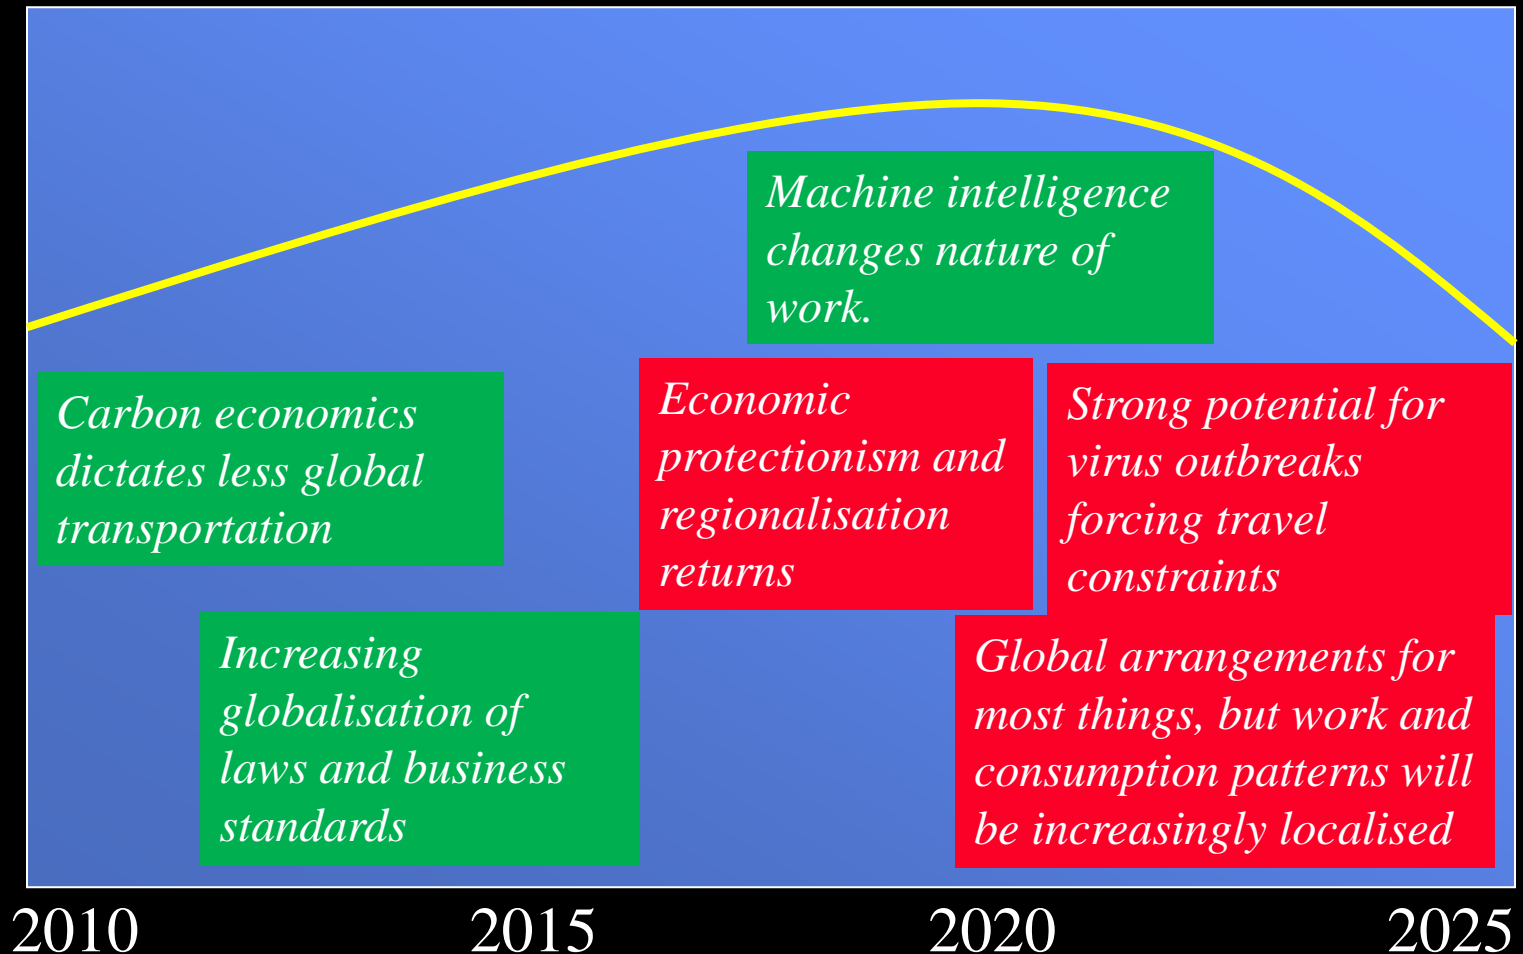 Machine intelligence
changes nature of
work.
Carbon economics
dictates less global
transportation
Economic
protectionism and
regionalisation
returns
Strong potential for
virus outbreaks
forcing travel
constraints
Increasing
globalisation of
laws and business
standards
Global arrangements for
most things, but work and
consumption patterns will
be increasingly localised
2010 2015 2020 2025